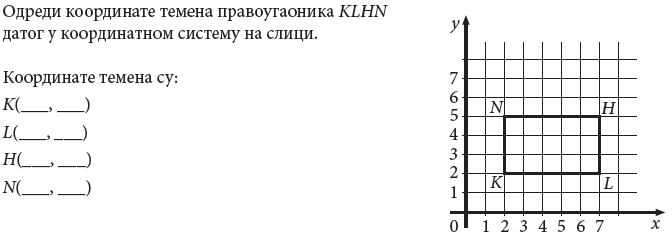 Одреди координате темена правоугаоника KLHN
датог у координатном систему на слици.
Координате темена су:
K(___, ___)
L(___, ___)
H(___, ___)
N(___, ___)
y
7
6
5
4
3
2
1
N H
K L
0 1 2 3 4 5 6 7 x